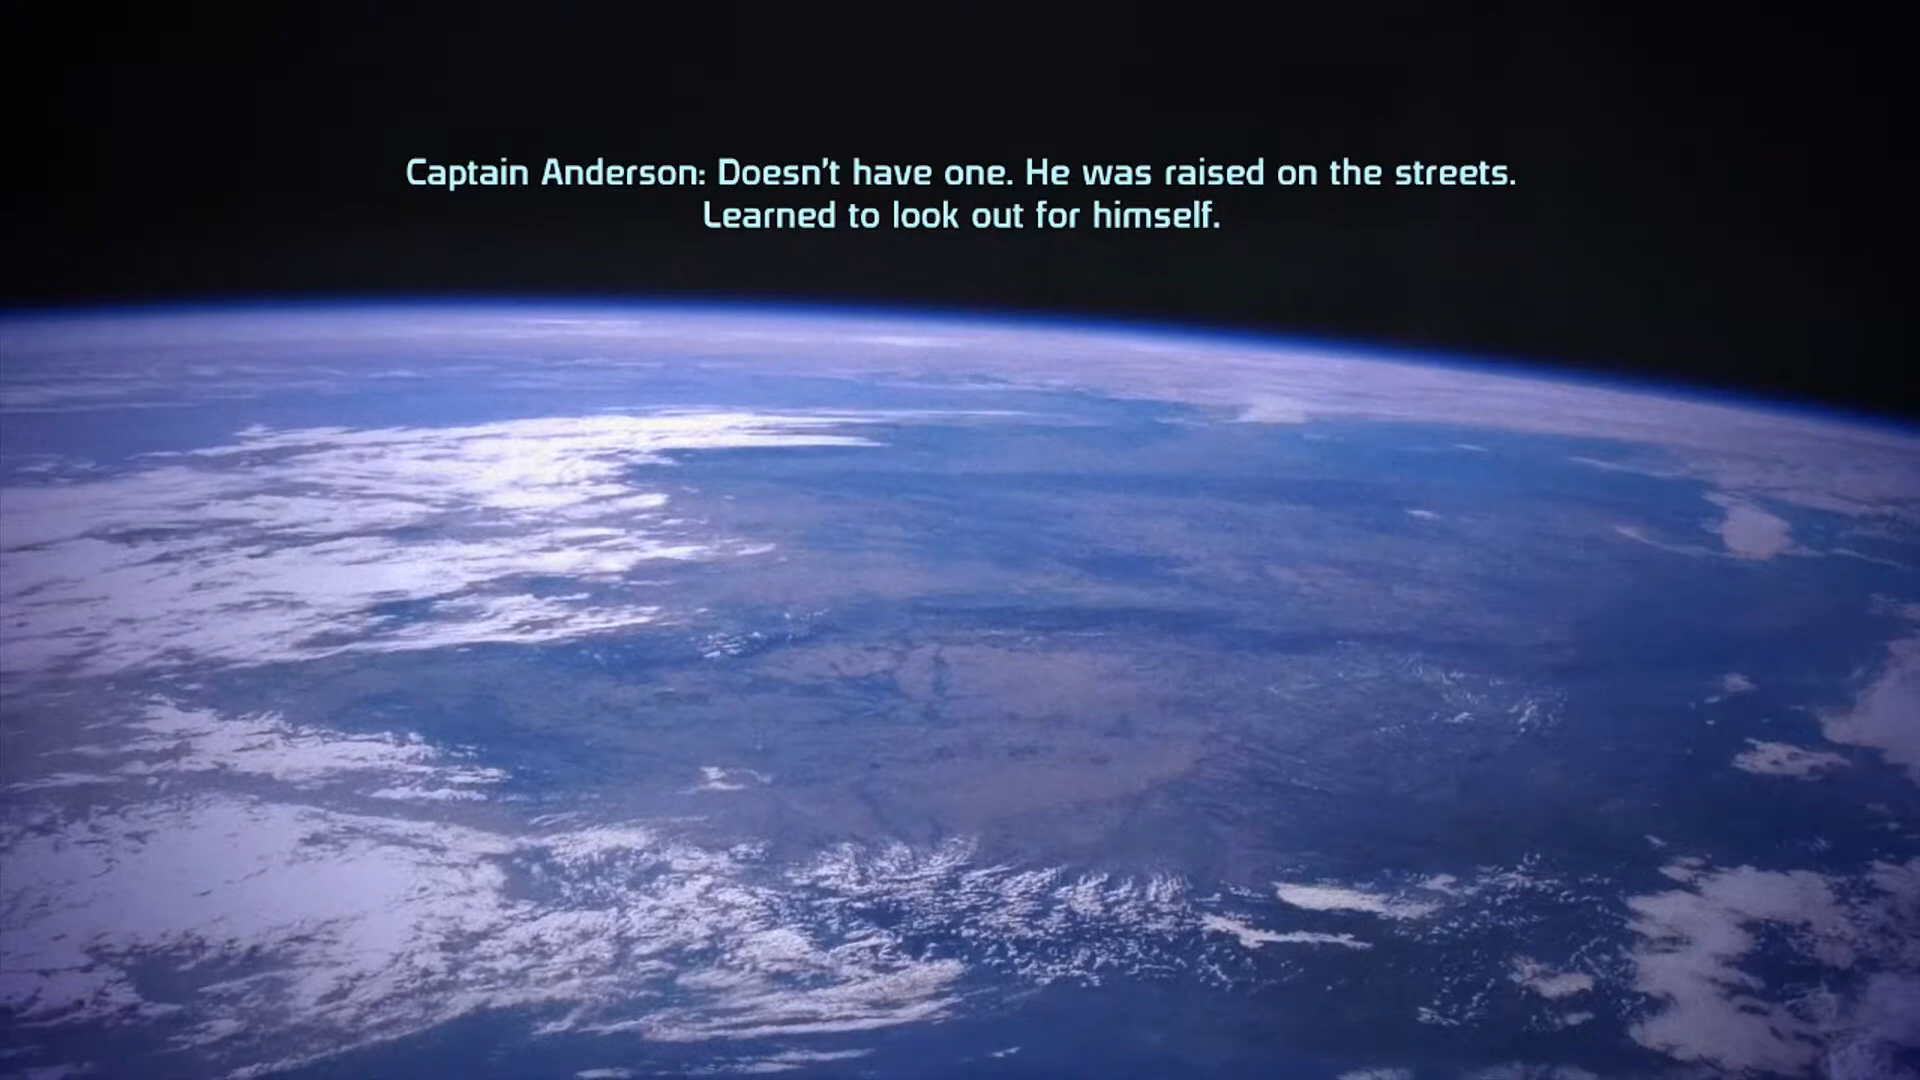 Captain Anderson: Doesn't have one. He was raised on the streets.
Learned to look out for himself.